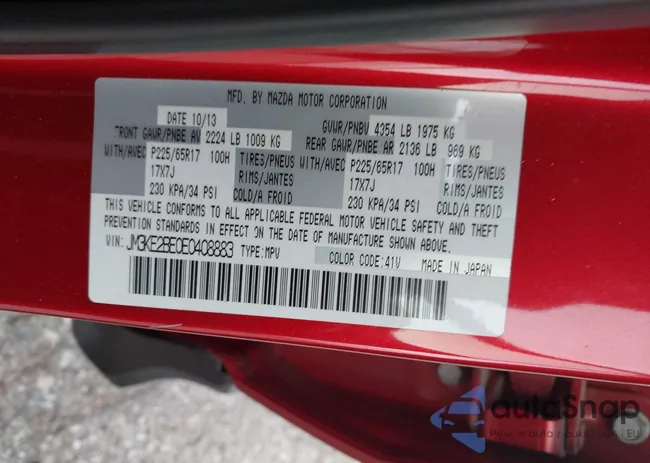 MFD. BY MAZDA MOTOR CORPORATION
DATE 10/13 GVWR/PNBV 4354 LB 1975 KG
FRONT GAWR/PNBE AV 2224 LB 1009 KG REAR GAWR/PNBE AR 2136 LB 969 KG
WITH/AVEC P225/65R17 100H TIRES/PNEUS WITH/AVEC P225/65R17 100H TIRES/PNEUS
17X7J RIMS/JANTES 17X7J RIMS/JANTES
230 KPA/34 PSI COLD/A FROID 230 KPA/34 PSI COLD/A FROID
THIS VEHICLE CONFORMS TO ALL APPLICABLE FEDERAL MOTOR VEHICLE SAFETY AND THEFT
PREVENTION STANDARDS IN EFFECT ON THE DATE OF MANUFACTURE SHOWN ABOVE.
VIN: JM3KE2BE0E0408883 TYPE: MPV COLOR CODE: 41V MADE IN JAPAN
autaSnap